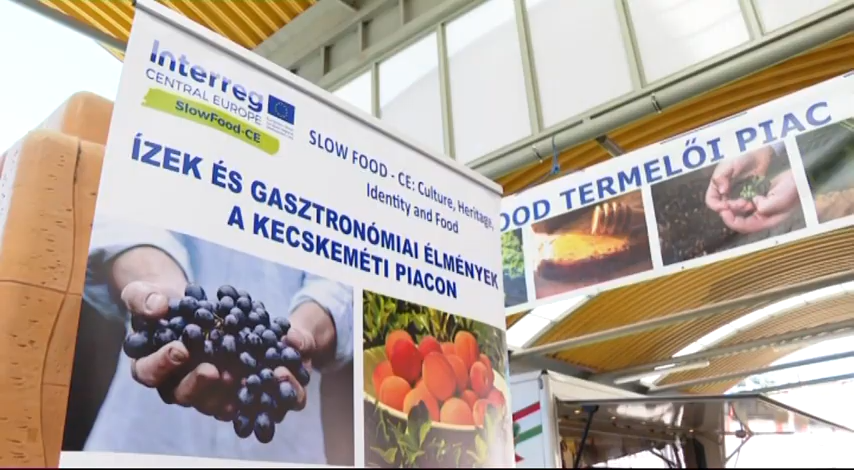 Interreg
CENTRAL EUROPE
SlowFood-CE
SLOW FOOD - CE: Culture, Heritage,
Identity and Food
ÍZEK ÉS GASZTRONÓMIAI ÉLMÉNYEK
A KECSKEMÉTI PIACON
OOD TERMELŐI PIAC